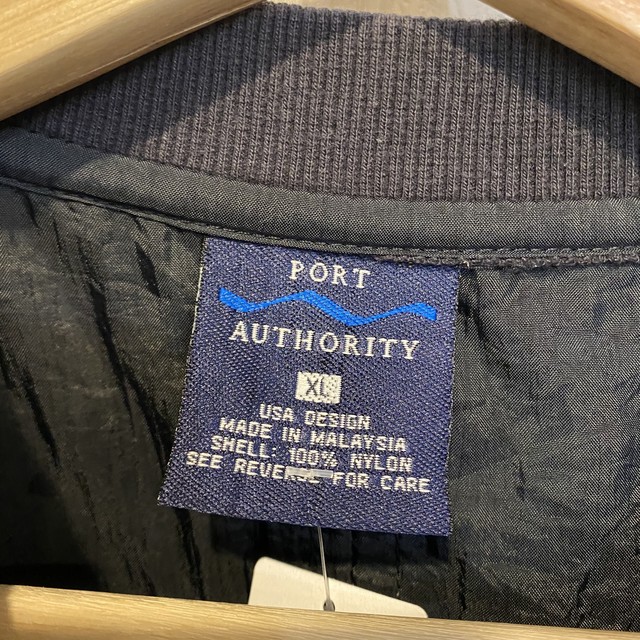 PORT
AUTHORITY
XL
USA DESIGN
MADE IN MALAYSIA
SHELL: 100% NYLON
SEE REVERSE FOR CARE